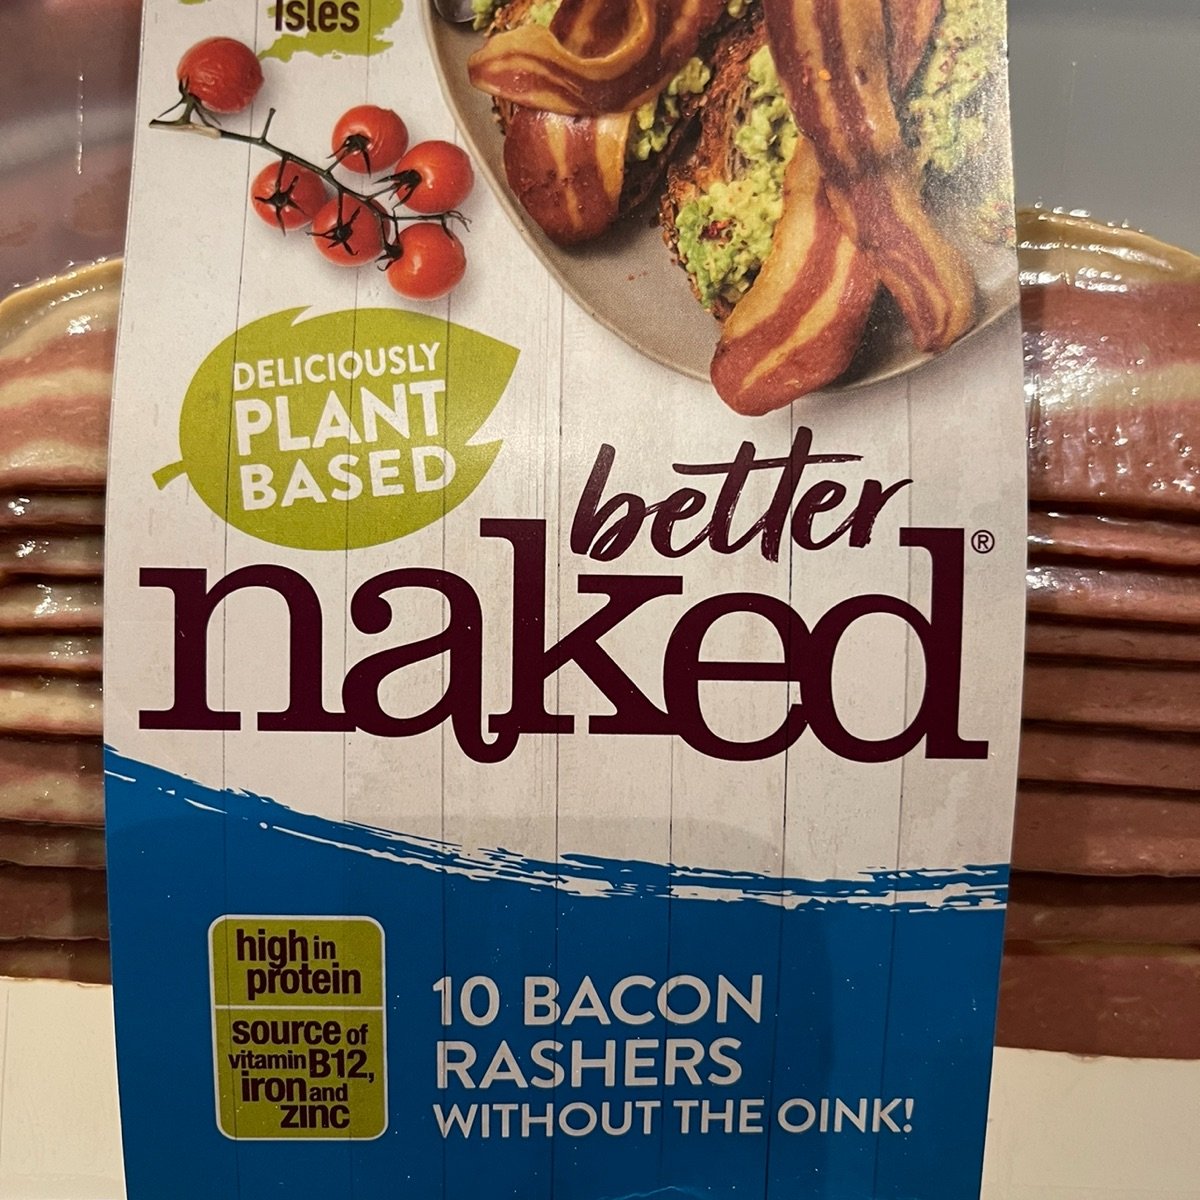 Isles
DELICIOUSLY
PLANT
BASED
better
naked®
high in
protein
source of
vitamin B12,
iron and
zinc
10 BACON
RASHERS
WITHOUT THE OINK!